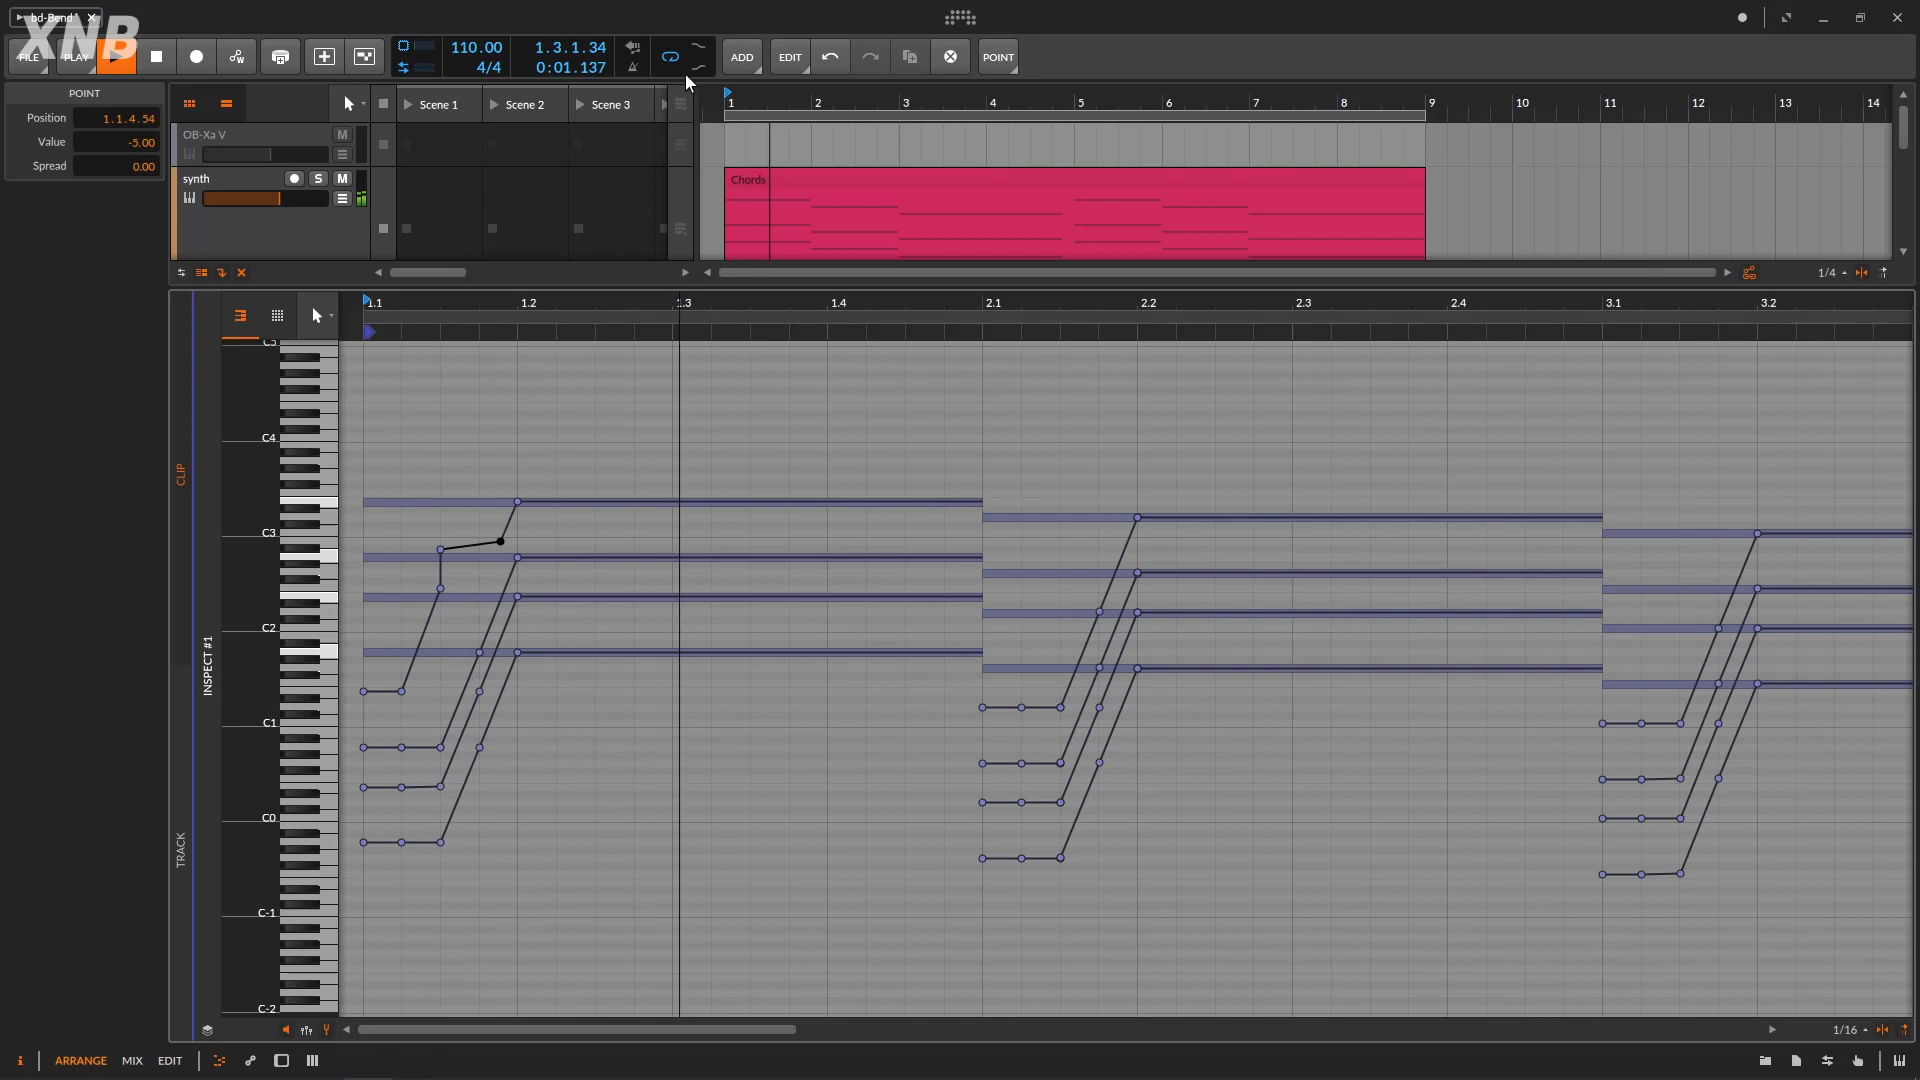 bd-Bend*
XNB
FILE
PLAY
110.00
4/4
1.3.1.34
0:01.137
ADD
EDIT
POINT
POINT
Position 1.1.4.54
Value -5.00
Spread 0.00
Scene 1
Scene 2
Scene 3
1 2 3 4 5 6 7 8 9 10 11 12 13 14
OB-Xa V
M
synth
S
M
Chords
1/4
1.1 1.2 1.3 1.4 2.1 2.2 2.3 2.4 3.1 3.2
C5
C4
C3
C2
C1
C0
C-1
C-2
CLIP
INSPECT #1
TRACK
1/16
i
ARRANGE
MIX
EDIT